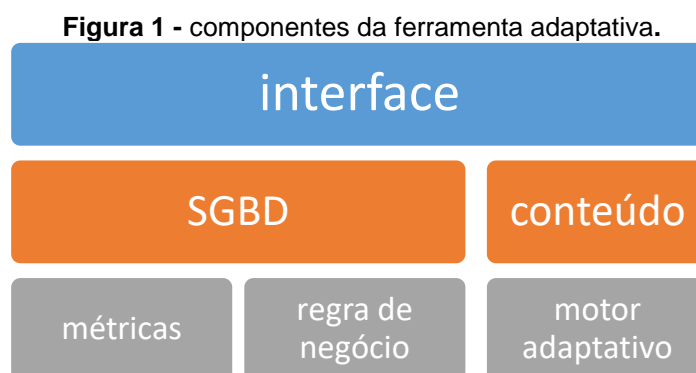 Figura 1 - componentes da ferramenta adaptativa.
interface
SGBD
conteúdo
métricas
regra de
negócio
motor
adaptativo